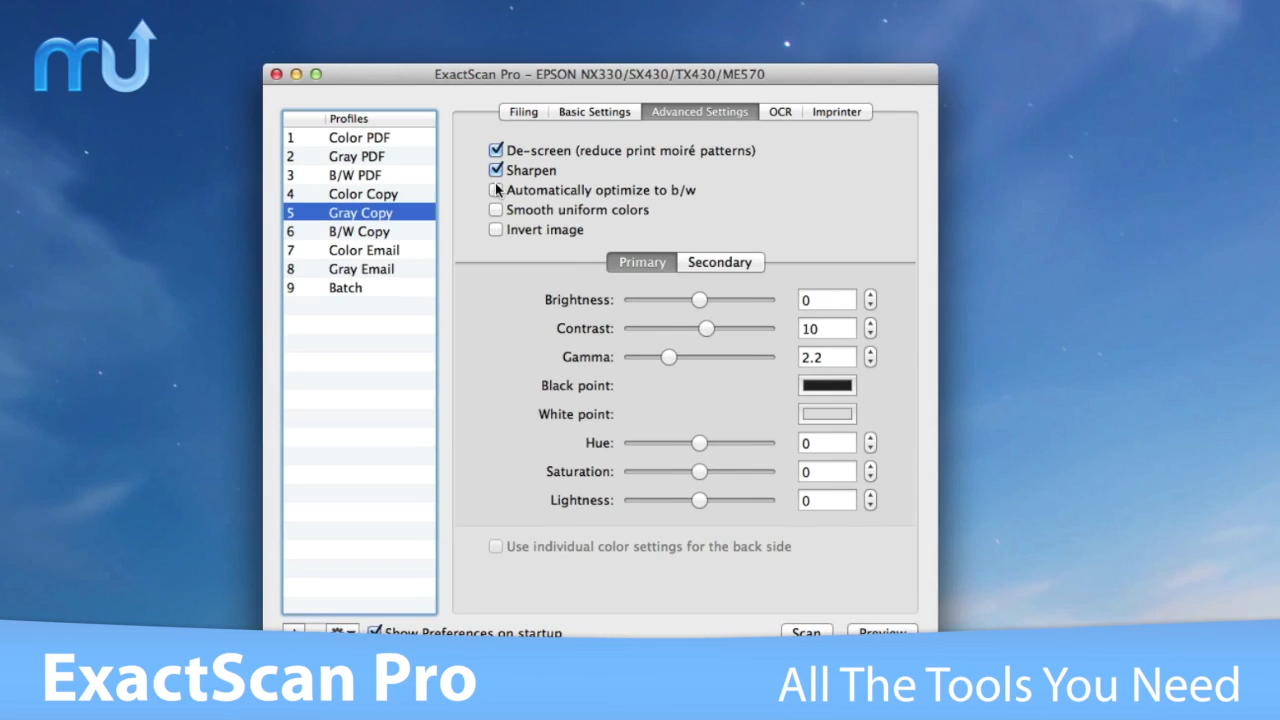 mu
ExactScan Pro – EPSON NX330/SX430/TX430/ME570
Profiles
1 Color PDF
2 Gray PDF
3 B/W PDF
4 Color Copy
5 Gray Copy
6 B/W Copy
7 Color Email
8 Gray Email
9 Batch
Filing Basic Settings Advanced Settings OCR Imprinter
De-screen (reduce print moiré patterns)
Sharpen
Automatically optimize to b/w
Smooth uniform colors
Invert image
Primary Secondary
Brightness: 0
Contrast: 10
Gamma: 2.2
Black point:
White point:
Hue: 0
Saturation: 0
Lightness: 0
Use individual color settings for the back side
Show Preferences on startup
Scan Preview
ExactScan Pro
All The Tools You Need